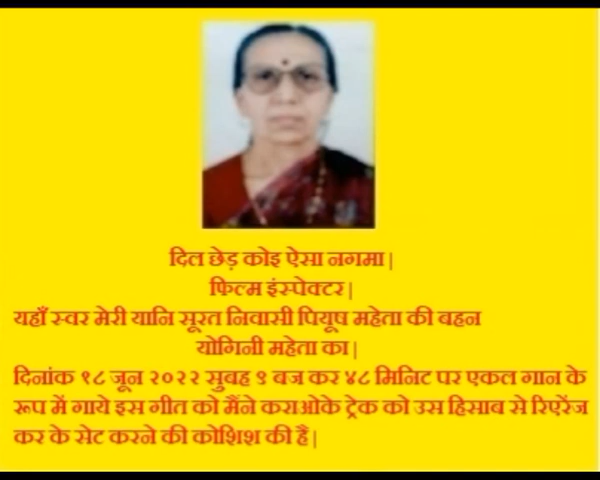 दिल छेड़ कोइ ऐसा नगमा |
फिल्म इंस्पेक्टर |
यहाँ स्वर मेरी यानि सूरत निवासी पियूष महेता की बहन
योगिनी महेता का |
दिनांक १८ जून २०२२ सुबह ९ बज कर ४८ मिनिट पर एकल गान के
रूप में गाये इस गीत को मैंने कराओके ट्रेक को उस हिसाब से रिएरेंज
कर के सेट करने की कोशिश की हैं |